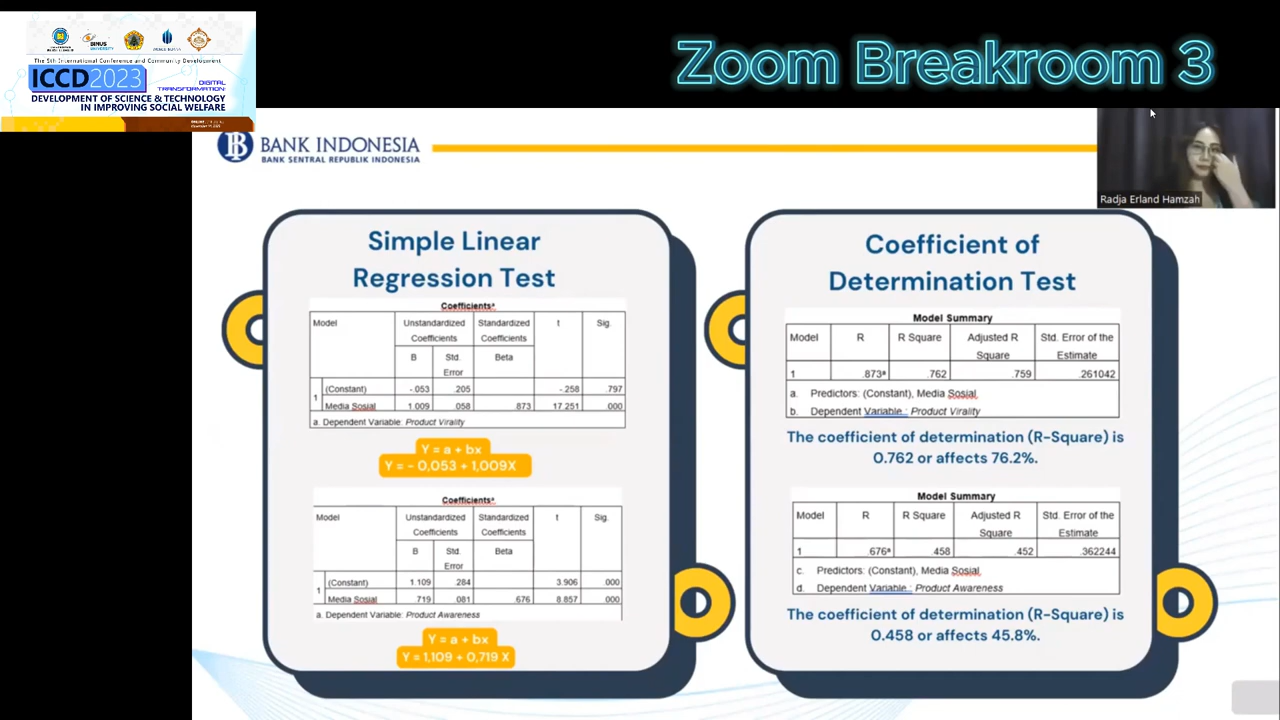 Zoom Breakroom 3
BINUS
UNIVERSITY
The 5th International Conference and Community Development
ICCD2023
DIGITAL
TRANSFORMATION:
DEVELOPMENT OF SCIENCE & TECHNOLOGY
IN IMPROVING SOCIAL WELFARE
BANK INDONESIA
BANK SENTRAL REPUBLIK INDONESIA
Radja Erland Hamzah
Simple Linear
Regression Test
Coefficientsª
Model Unstandardized Coefficients Standardized Coefficients t Sig.
B Std. Error Beta
1 (Constant) -.053 .205 -.258 .797
Media Sosial 1.009 .058 .873 17.251 .000
a. Dependent Variable: Product Virality
Y = a + bx
Y = - 0,053 + 1,009X
Coefficientsª
Model Unstandardized Coefficients Standardized Coefficients t Sig.
B Std. Error Beta
1 (Constant) 1.109 .284 3.906 .000
Media Sosial .719 .081 .676 8.857 .000
a. Dependent Variable: Product Awareness
Y = a + bx
Y = 1,109 + 0,719 X
Coefficient of
Determination Test
Model Summary
Model R R Square Adjusted R Square Std. Error of the Estimate
1 .873ª .762 .759 .261042
a. Predictors: (Constant), Media Sosial
b. Dependent Variable : Product Virality
The coefficient of determination (R-Square) is
0.762 or affects 76.2%.
Model Summary
Model R R Square Adjusted R Square Std. Error of the Estimate
1 .676ª .458 .452 .362244
c. Predictors: (Constant), Media Sosial
d. Dependent Variable : Product Awareness
The coefficient of determination (R-Square) is
0.458 or affects 45.8%.